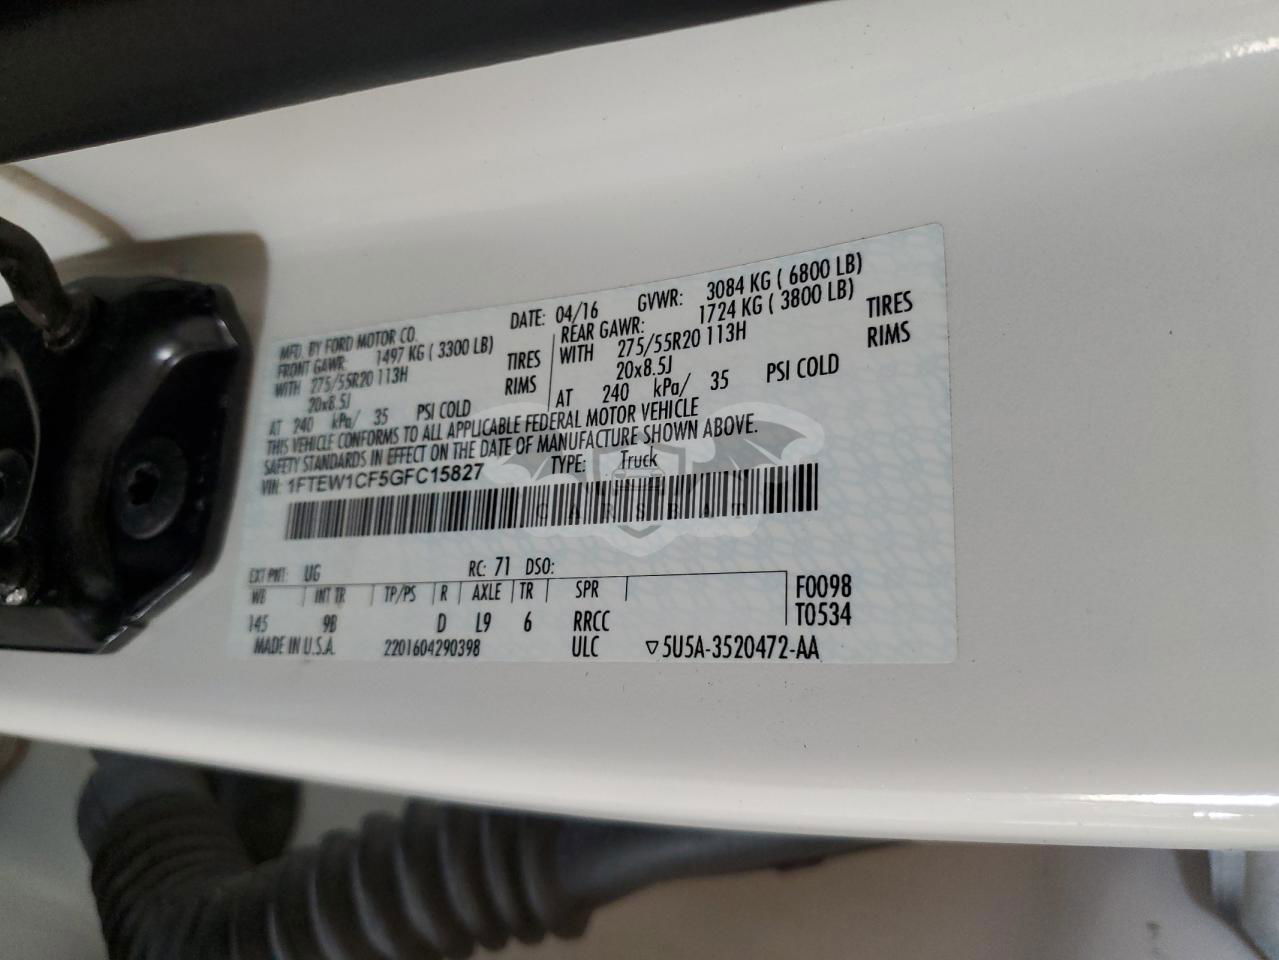 MFD. BY FORD MOTOR CO. DATE: 04/16 GVWR: 3084 KG ( 6800 LB)
FRONT GAWR: 1497 KG ( 3300 LB) REAR GAWR: 1724 KG ( 3800 LB)
WITH 275/55R20 113H TIRES WITH 275/55R20 113H TIRES
20x8.5J RIMS 20x8.5J RIMS
AT 240 kPa/ 35 PSI COLD AT 240 kPa/ 35 PSI COLD
THIS VEHICLE CONFORMS TO ALL APPLICABLE FEDERAL MOTOR VEHICLE
SAFETY STANDARDS IN EFFECT ON THE DATE OF MANUFACTURE SHOWN ABOVE.
VIN: 1FTEW1CF5GFC15827 TYPE: Truck
CARSBAT
EXT PNT: UG RC: 71 DSO:
WB INT TR TP/PS R AXLE TR SPR F0098
145 9B D L9 6 RRCC T0534
MADE IN U.S.A. 2201604290398 ULC ▽5U5A-3520472-AA